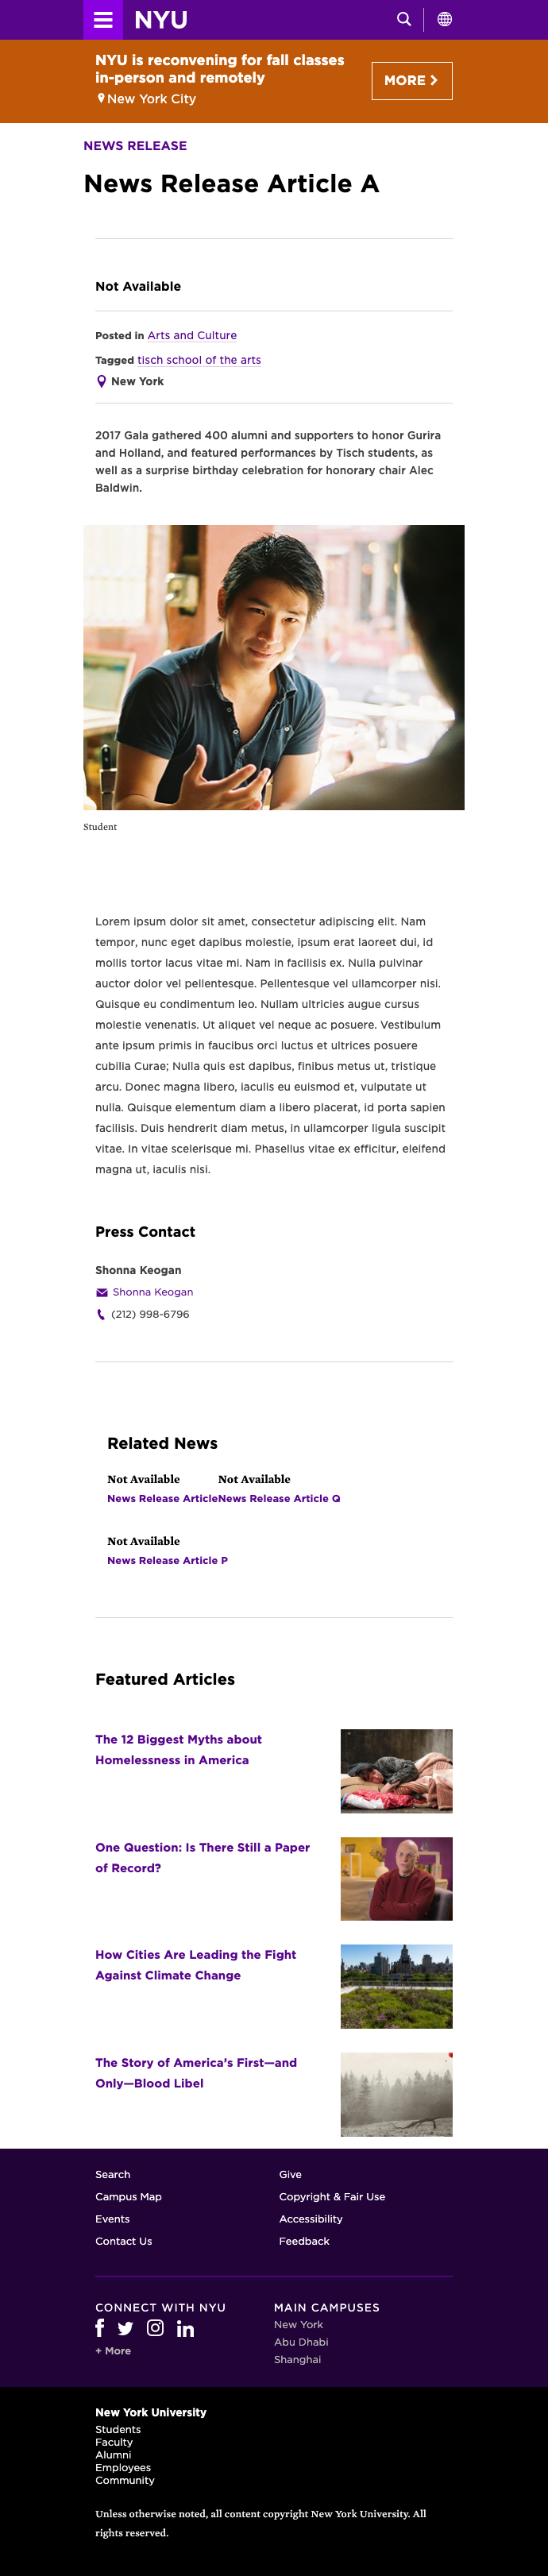 NYU
NYU is reconvening for fall classes
in-person and remotely
New York City
MORE
NEWS RELEASE
News Release Article A
Not Available
Posted in Arts and Culture
Tagged tisch school of the arts
New York
2017 Gala gathered 400 alumni and supporters to honor Gurira
and Holland, and featured performances by Tisch students, as
well as a surprise birthday celebration for honorary chair Alec
Baldwin.
Student
Lorem ipsum dolor sit amet, consectetur adipiscing elit. Nam
tempor, nunc eget dapibus molestie, ipsum erat laoreet dui, id
mollis tortor lacus vitae mi. Nam in facilisis ex. Nulla pulvinar
auctor dolor vel pellentesque. Pellentesque vel ullamcorper nisi.
Quisque eu condimentum leo. Nullam ultricies augue cursus
molestie venenatis. Ut aliquet vel neque ac posuere. Vestibulum
ante ipsum primis in faucibus orci luctus et ultrices posuere
cubilia Curae; Nulla quis est dapibus, finibus metus ut, tristique
arcu. Donec magna libero, iaculis eu euismod et, vulputate ut
nulla. Quisque elementum diam a libero placerat, id porta sapien
facilisis. Duis hendrerit diam metus, in ullamcorper ligula suscipit
vitae. In vitae scelerisque mi. Phasellus vitae ex efficitur, eleifend
magna ut, iaculis nisi.
Press Contact
Shonna Keogan
Shonna Keogan
(212) 998-6796
Related News
Not Available
News Release Article
Not Available
News Release Article Q
Not Available
News Release Article P
Featured Articles
The 12 Biggest Myths about
Homelessness in America
One Question: Is There Still a Paper
of Record?
How Cities Are Leading the Fight
Against Climate Change
The Story of America's First—and
Only—Blood Libel
Search
Campus Map
Events
Contact Us
Give
Copyright & Fair Use
Accessibility
Feedback
CONNECT WITH NYU
+ More
MAIN CAMPUSES
New York
Abu Dhabi
Shanghai
New York University
Students
Faculty
Alumni
Employees
Community
Unless otherwise noted, all content copyright New York University. All
rights reserved.